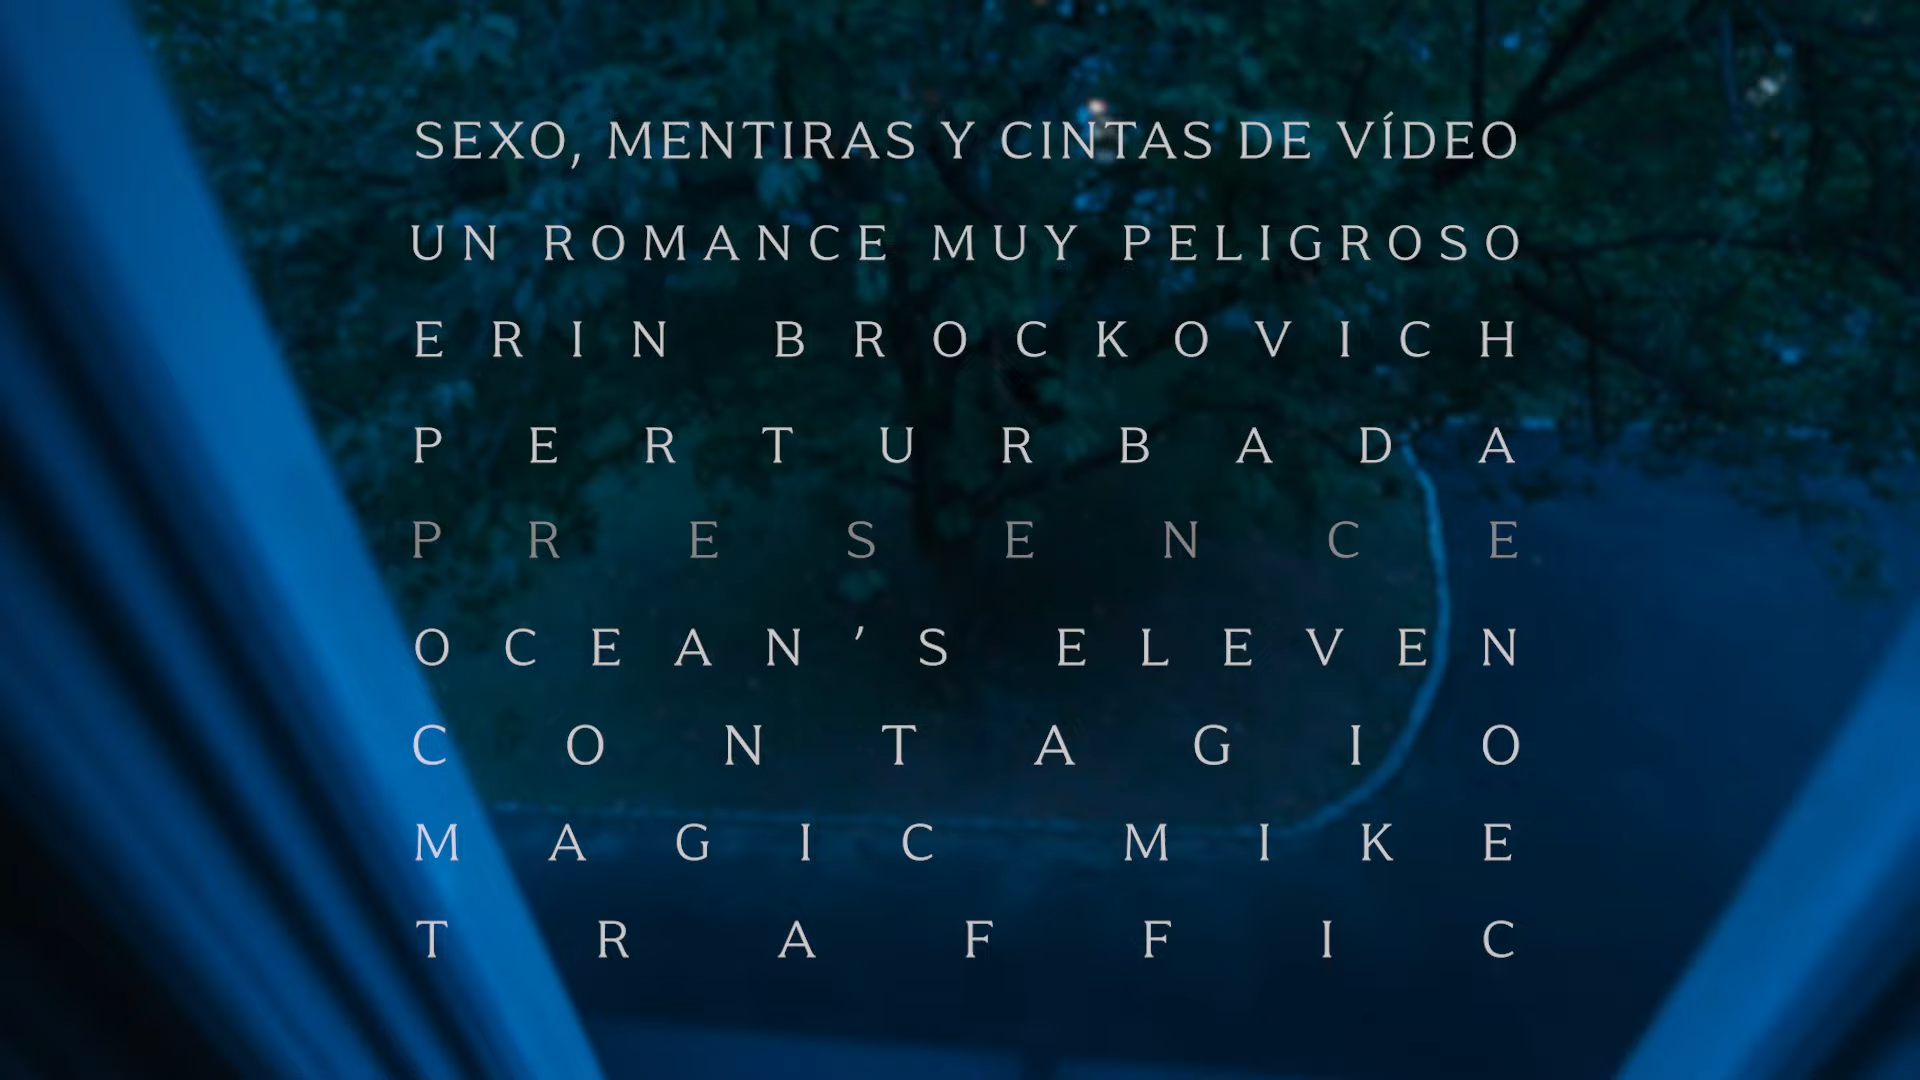 SEXO, MENTIRAS Y CINTAS DE VÍDEO
UN ROMANCE MUY PELIGROSO
ERIN BROCKOVICH
PERTURBADA
PRESENCE
OCEAN'S ELEVEN
CONTAGIO
MAGIC MIKE
TRAFFIC